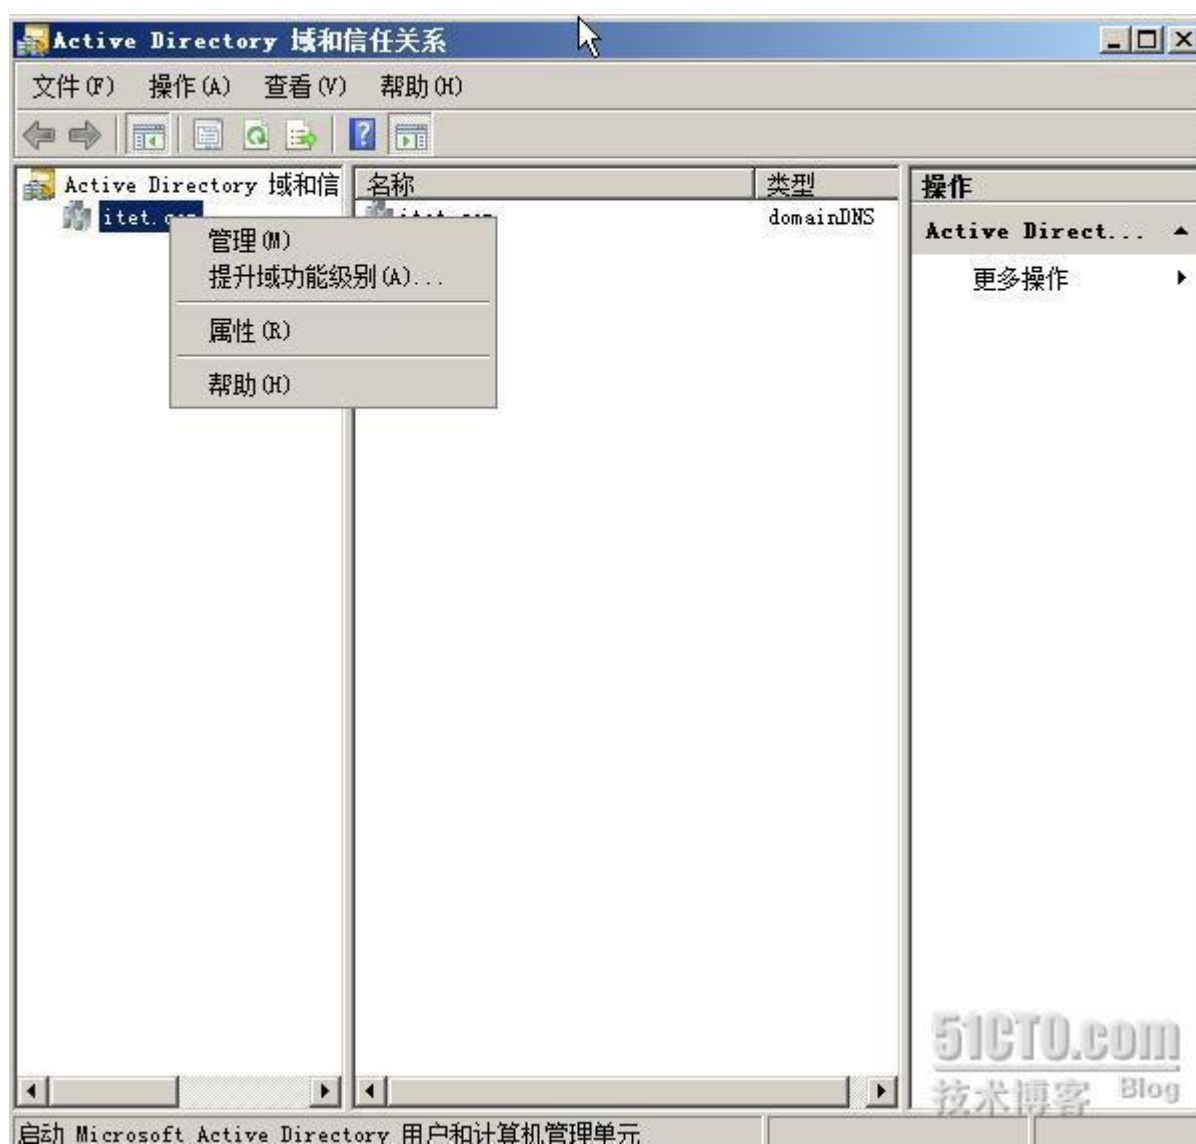 Active Directory 域和信任关系
文件(F) 操作(A) 查看(V) 帮助(H)
Active Directory 域和信
itet.
管理(M)
提升域功能级别(A)...
属性(R)
帮助(H)
名称 类型
domainDNS
操作
Active Direct...
更多操作
51CTO.com
技术博客 Blog
启动 Microsoft Active Directory 用户和计算机管理单元